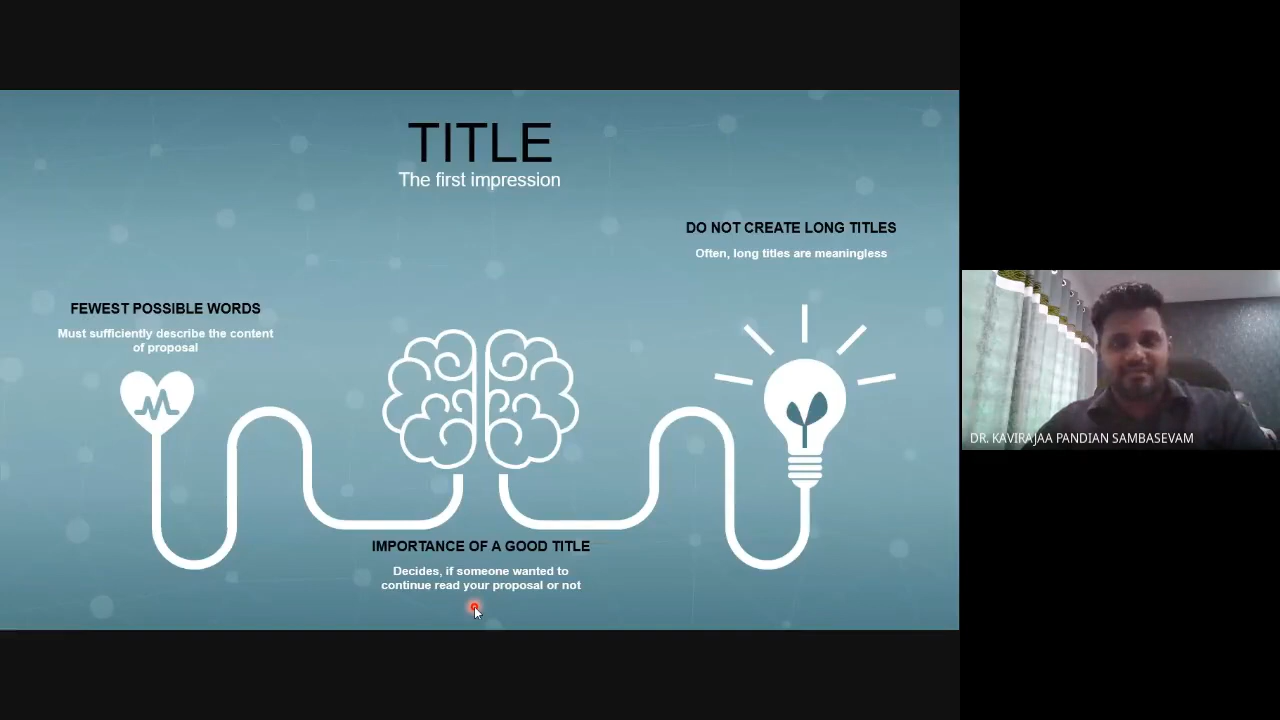 TITLE
The first impression
DO NOT CREATE LONG TITLES
Often, long titles are meaningless
FEWEST POSSIBLE WORDS
Must sufficiently describe the content
of proposal
IMPORTANCE OF A GOOD TITLE
Decides, if someone wanted to
continue read your proposal or not
DR. KAVIRAJAA PANDIAN SAMBASEVAM